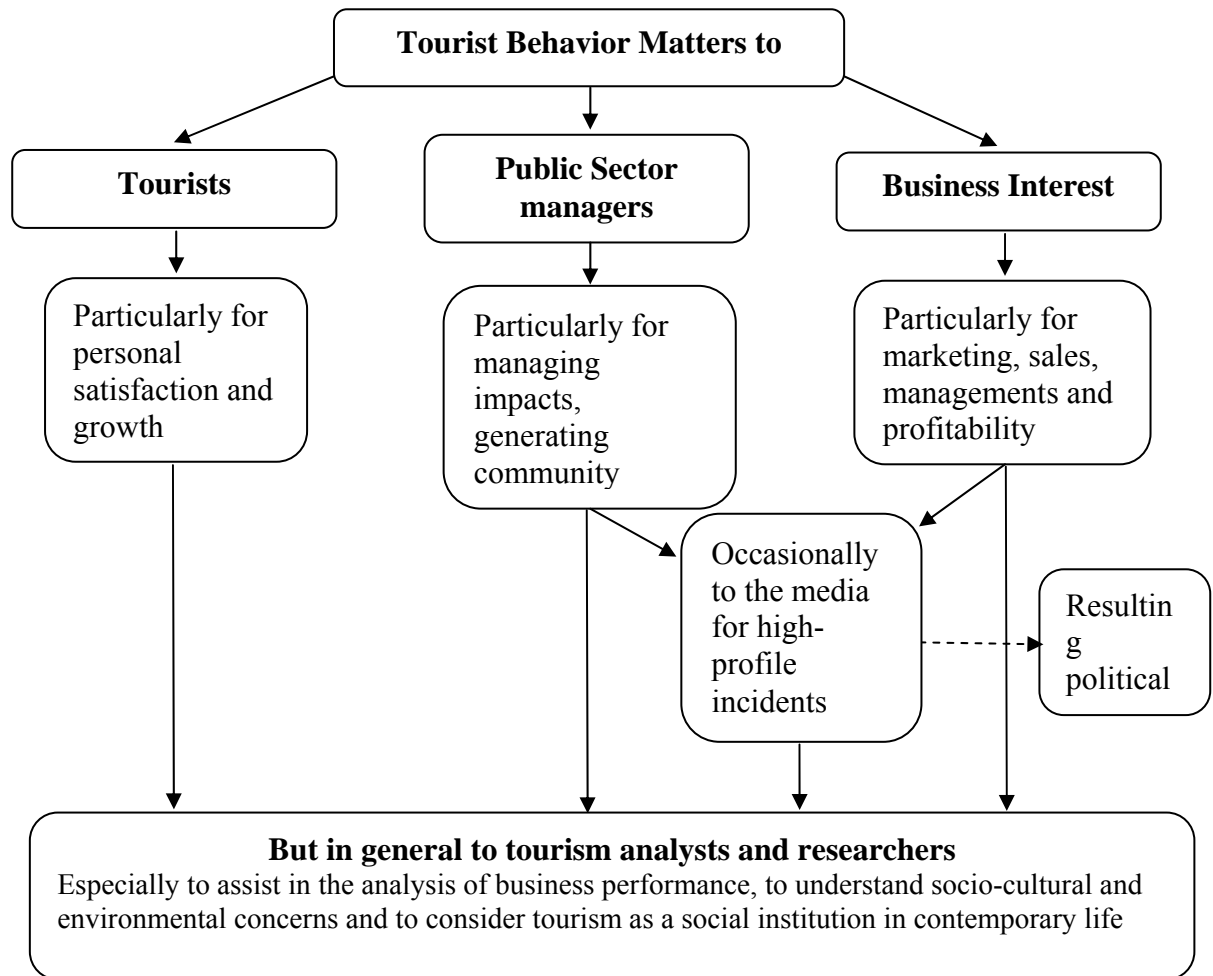 Tourist Behavior Matters to
Tourists
Public Sector
managers
Business Interest
Particularly for
personal
satisfaction and
growth
Particularly for
managing
impacts,
generating
community
Particularly for
marketing, sales,
managements and
profitability
Occasionally
to the media
for high-
profile
incidents
Resultin
g
political
But in general to tourism analysts and researchers
Especially to assist in the analysis of business performance, to understand socio-cultural and
environmental concerns and to consider tourism as a social institution in contemporary life